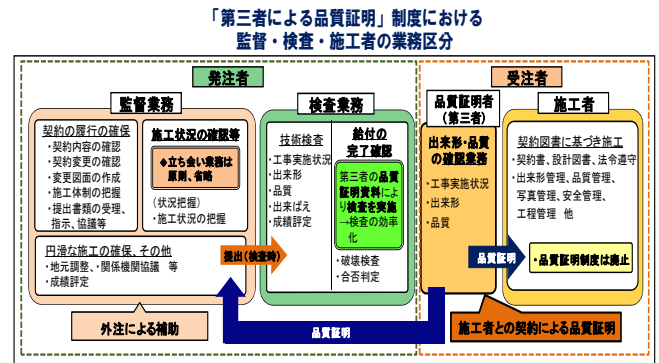 「第三者による品質証明」制度における
監督・検査・施工者の業務区分
発注者
受注者
監督業務
契約の履行の確保
・契約内容の確認
・契約変更の確認
・変更図面の作成
・施工体制の把握
・提出書類の受理、
指示、協議等
施工状況の確認等
◆立ち会い業務は
原則、省略
(状況把握)
・施工状況の把握
円滑な施工の確保、その他
・地元調整、・関係機関協議 等
・成績評定
外注による補助
提出(検査時)
検査業務
技術検査
・工事実施状況
・出来形
・品質
・出来ばえ
・成績評定
給付の
完了確認
第三者の品質
証明資料によ
り検査を実施
→検査の効率
化
・破壊検査
・合否判定
品質証明者
(第三者)
出来形・品質
の確認業務
・工事実施状況
・出来形
・品質
品質証明
施工者
契約図書に基づき施工
・契約書、設計図書、法令遵守
・出来形管理、品質管理、
写真管理、安全管理、
工程管理 他
・品質証明制度は廃止
品質証明
施工者との契約による品質証明